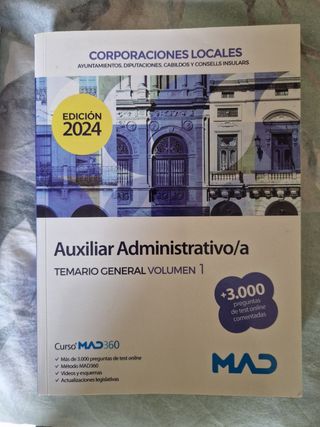 CORPORACIONES LOCALES
AYUNTAMIENTOS, DIPUTACIONES, CABILDOS Y CONSELLS INSULARS
EDICIÓN
2024
Auxiliar Administrativo/a
TEMARIO GENERAL VOLUMEN 1
+3.000
preguntas
de test online
comentadas
Curso MAD360
✓ Más de 3.000 preguntas de test online
✓ Método MAD360
✓ Vídeos y esquemas
✓ Actualizaciones legislativas
MAD